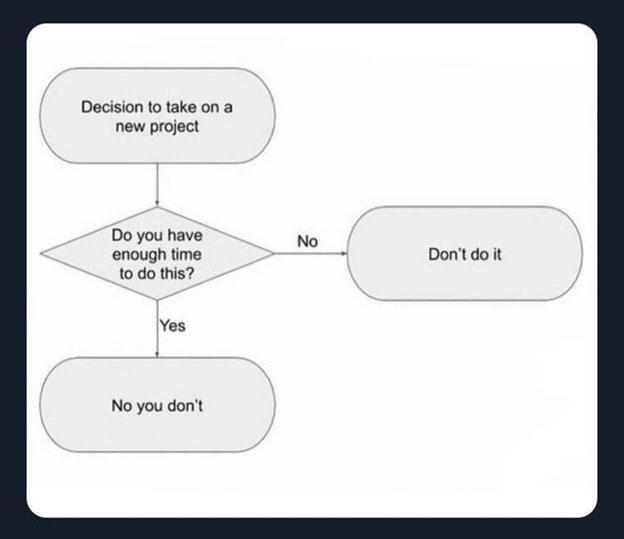 Decision to take on a
new project
Do you have
enough time
to do this?
No
Don't do it
Yes
No you don't